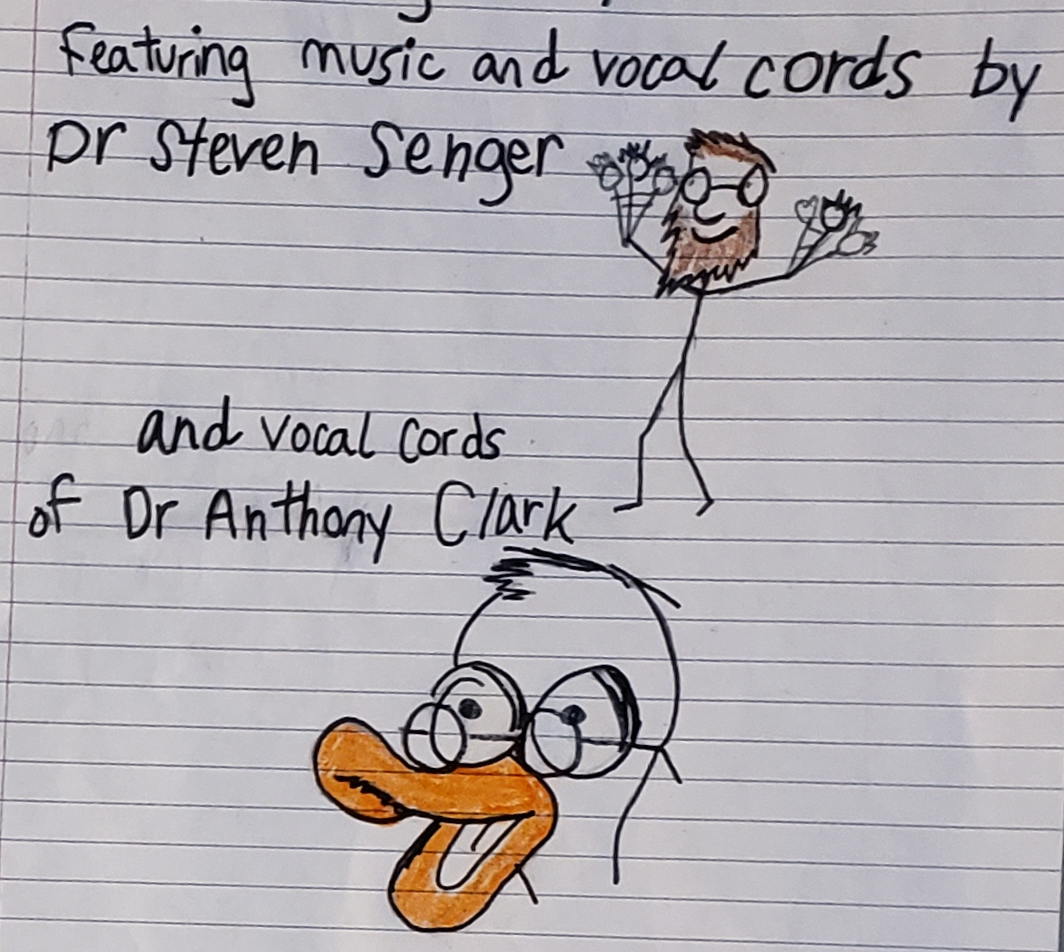 Featuring music and vocal cords by
Dr Steven Senger
and vocal cords
of Dr Anthony Clark